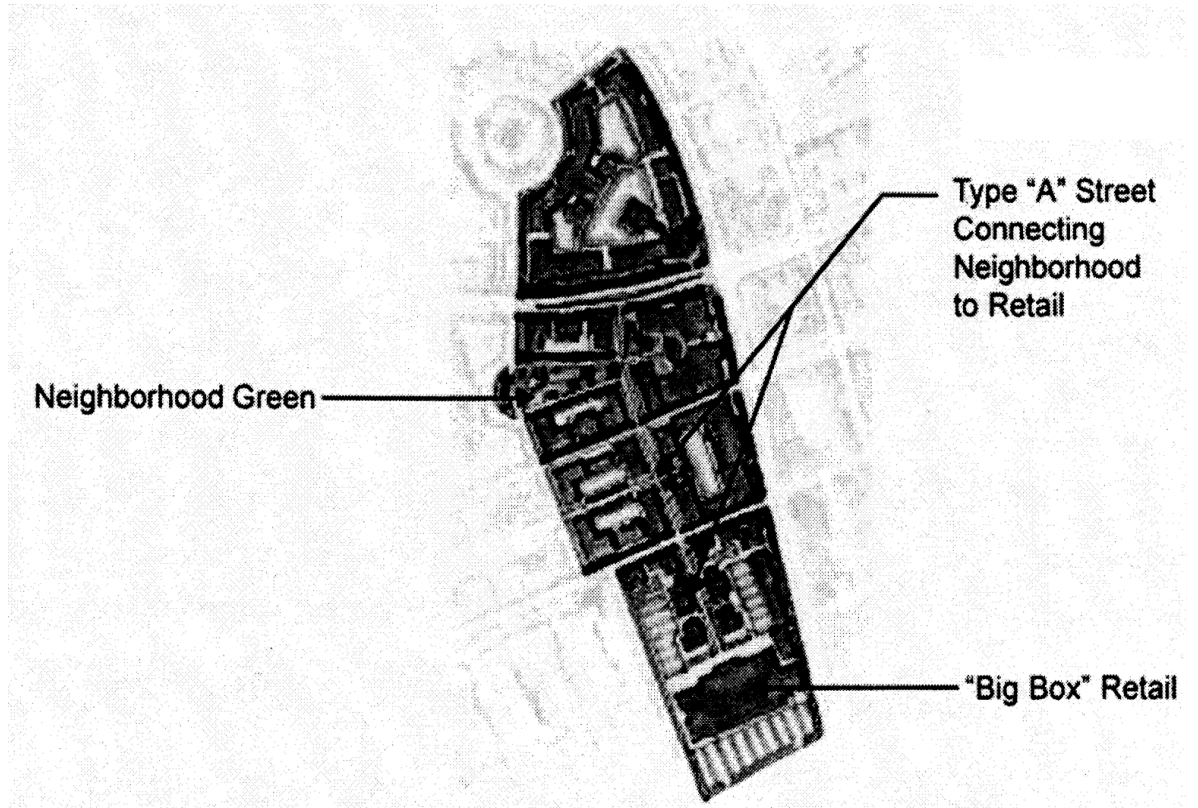 Type “A” Street
Connecting
Neighborhood
to Retail
Neighborhood Green
“Big Box” Retail